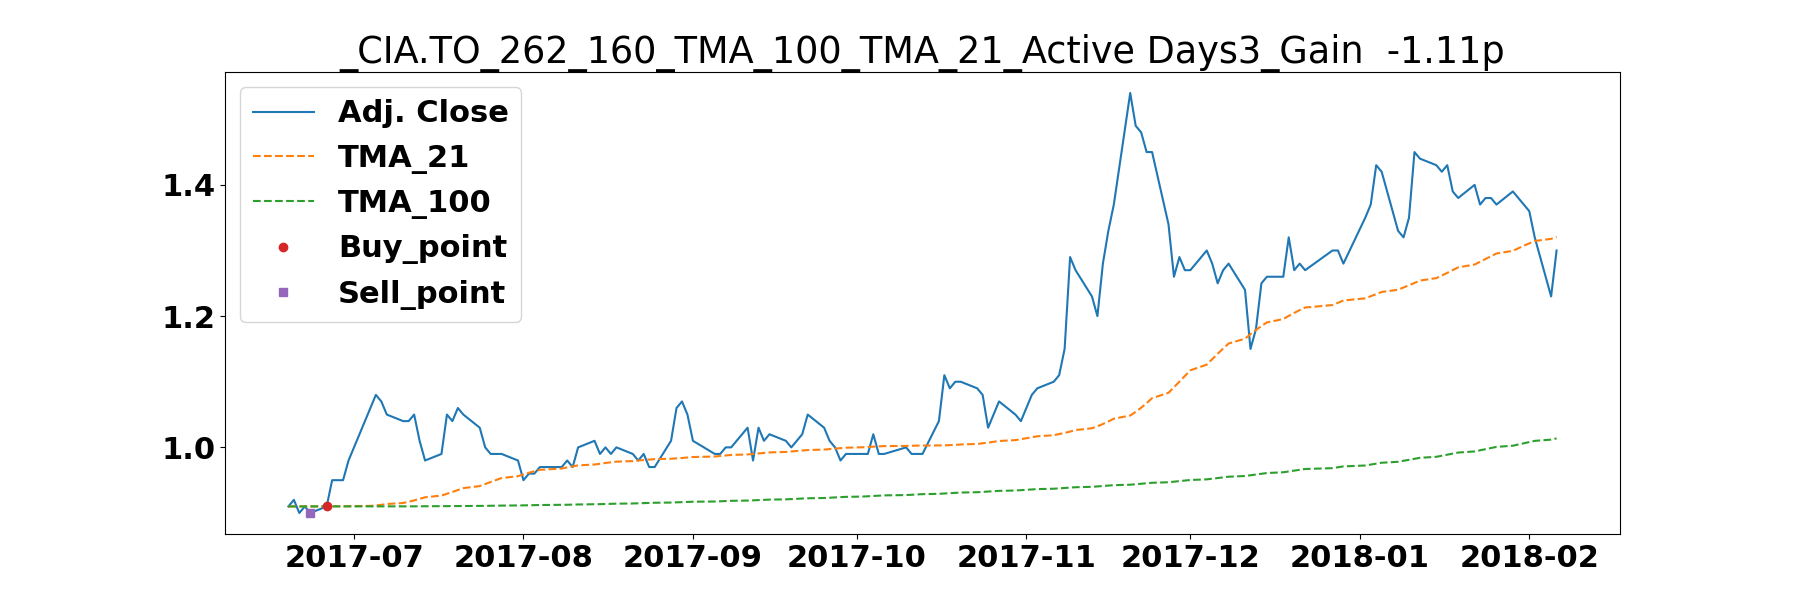 _CIA.TO_262_160_TMA_100_TMA_21_Active Days3_Gain  -1.11p
Adj. Close
TMA_21
TMA_100
Buy_point
Sell_point
1.4
1.2
1.0
2017-07
2017-08
2017-09
2017-10
2017-11
2017-12
2018-01
2018-02